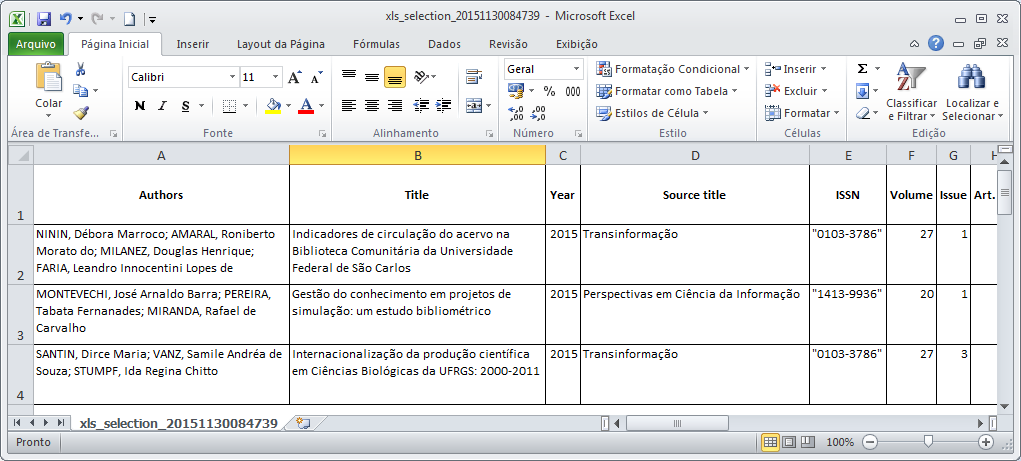 xls_selection_20151130084739 - Microsoft Excel
Arquivo Página Inicial Inserir Layout da Página Fórmulas Dados Revisão Exibição
Colar
Calibri 11
N I S
Geral
% 000
Formatação Condicional
Formatar como Tabela
Estilos de Célula
Inserir
Excluir
Formatar
Classificar e Filtrar
Localizar e Selecionar
Área de Transfe... Fonte Alinhamento Número Estilo Células Edição
A B C D E F G H
1 Authors Title Year Source title ISSN Volume Issue Art.
NININ, Débora Marroco; AMARAL, Roniberto Indicadores de circulação do acervo na 2015 Transinformação "0103-3786" 27 1
Morato do; MILANEZ, Douglas Henrique; Biblioteca Comunitária da Universidade
2 FARIA, Leandro Innocentini Lopes de Federal de São Carlos
MONTEVECHI, José Arnaldo Barra; PEREIRA, Gestão do conhecimento em projetos de 2015 Perspectivas em Ciência da Informação "1413-9936" 20 1
Tabata Fernanades; MIRANDA, Rafael de simulação: um estudo bibliométrico
3 Carvalho
SANTIN, Dirce Maria; VANZ, Samile Andréa de Internacionalização da produção científica 2015 Transinformação "0103-3786" 27 3
Souza; STUMPF, Ida Regina Chitto em Ciências Biológicas da UFRGS: 2000-2011
4
xls_selection_20151130084739
Pronto 100%